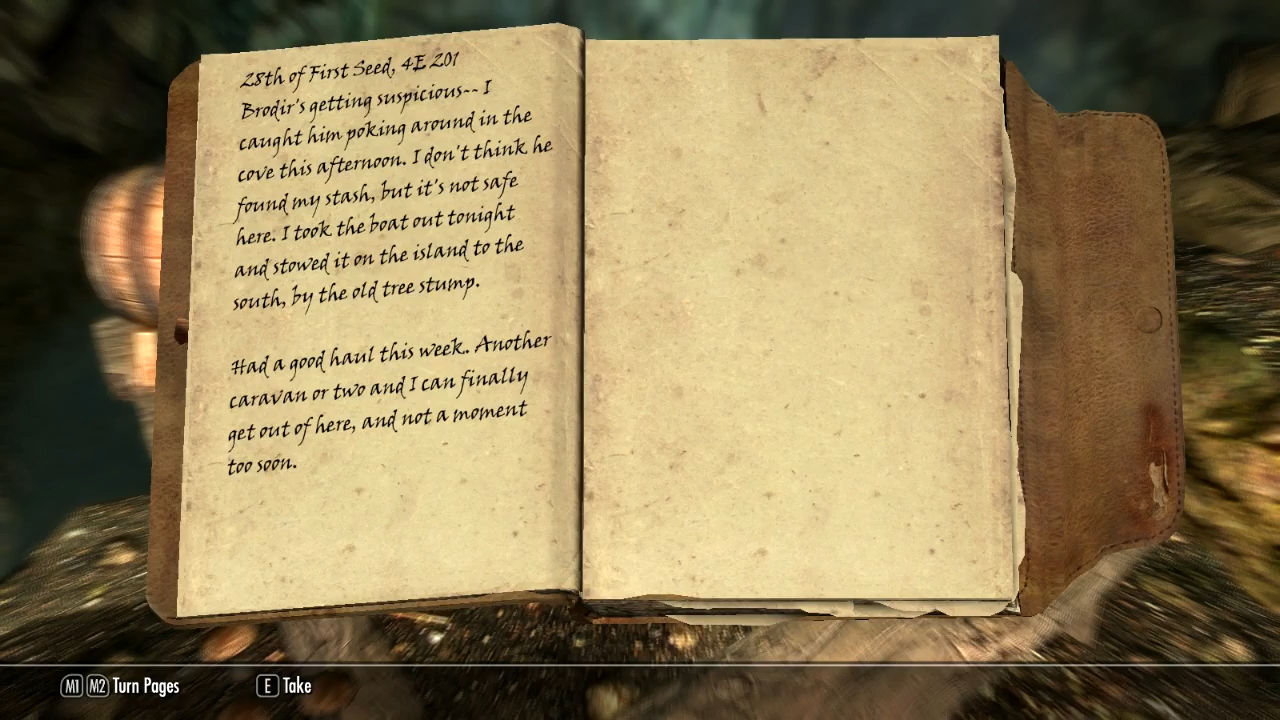 28th of First Seed, 4E 201
Brodir's getting suspicious-- I
caught him poking around in the
cove this afternoon. I don't think he
found my stash, but it's not safe
here. I took the boat out tonight
and stowed it on the island to the
south, by the old tree stump.
Had a good haul this week. Another
caravan or two and I can finally
get out of here, and not a moment
too soon.
M1 M2 Turn Pages E Take